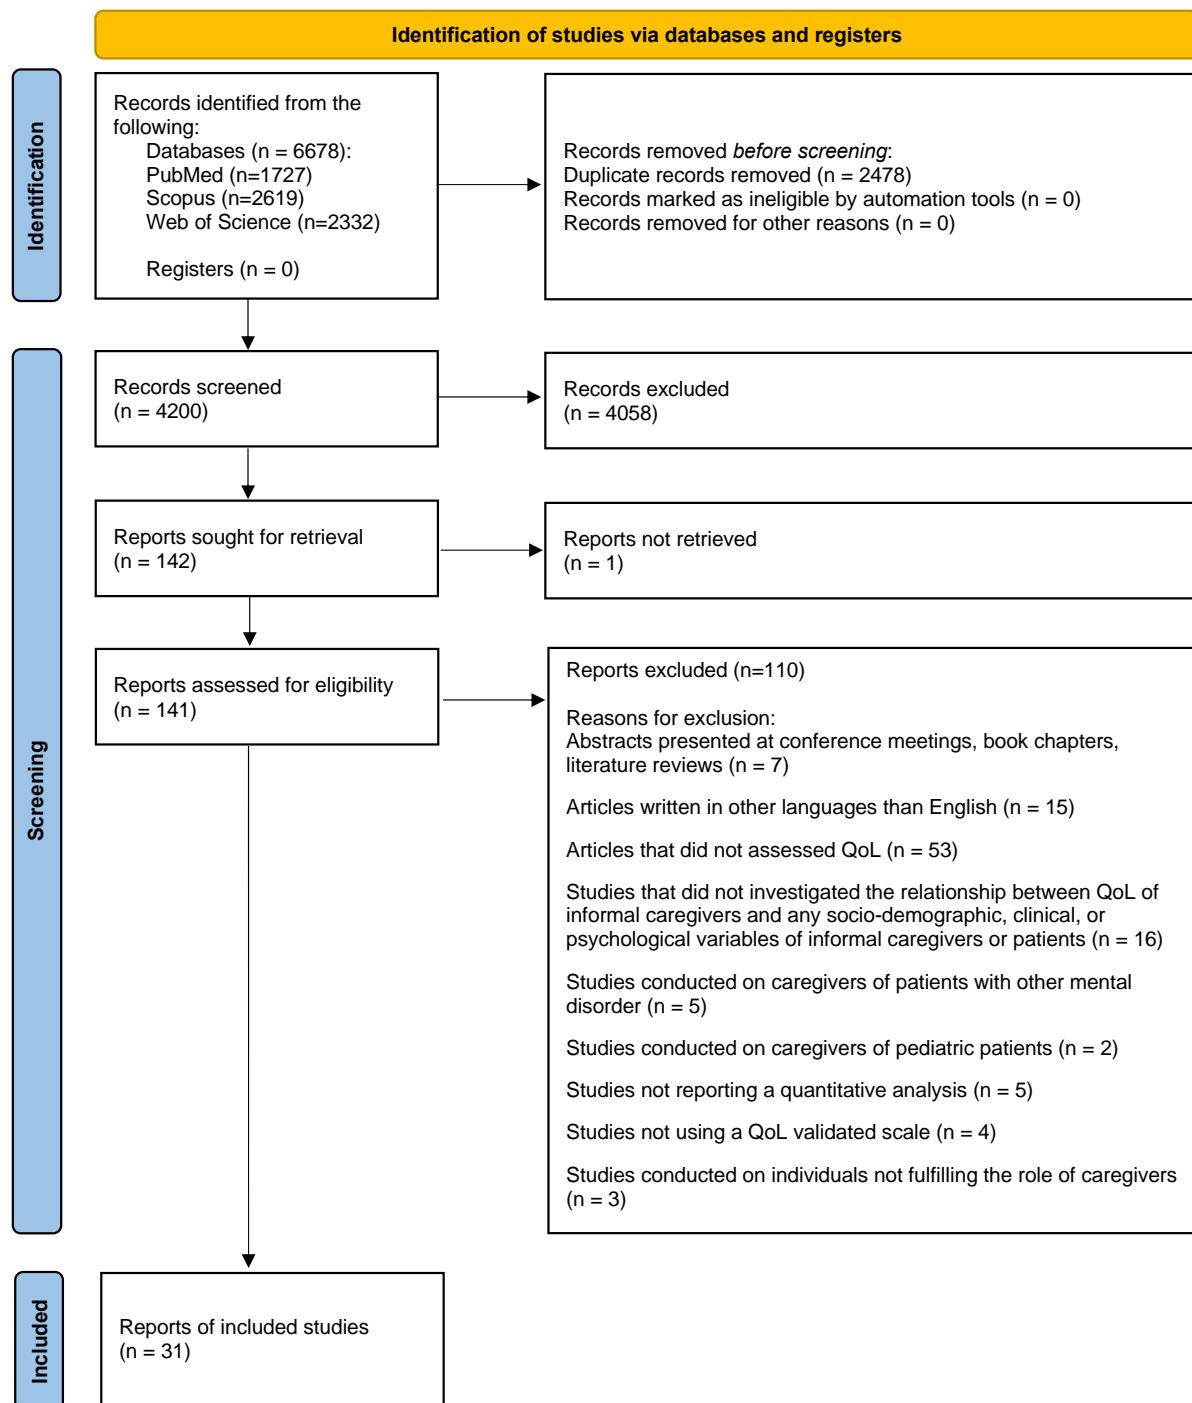 Identification of studies via databases and registers
Identification
Records identified from the
following:
Databases (n = 6678):
PubMed (n=1727)
Scopus (n=2619)
Web of Science (n=2332)
Registers (n = 0)
Records removed before screening:
Duplicate records removed (n = 2478)
Records marked as ineligible by automation tools (n = 0)
Records removed for other reasons (n = 0)
Screening
Records screened
(n = 4200)
Records excluded
(n = 4058)
Reports sought for retrieval
(n = 142)
Reports not retrieved
(n = 1)
Reports assessed for eligibility
(n = 141)
Reports excluded (n=110)
Reasons for exclusion:
Abstracts presented at conference meetings, book chapters,
literature reviews (n = 7)
Articles written in other languages than English (n = 15)
Articles that did not assessed QoL (n = 53)
Studies that did not investigated the relationship between QoL of
informal caregivers and any socio-demographic, clinical, or
psychological variables of informal caregivers or patients (n = 16)
Studies conducted on caregivers of patients with other mental
disorder (n = 5)
Studies conducted on caregivers of pediatric patients (n = 2)
Studies not reporting a quantitative analysis (n = 5)
Studies not using a QoL validated scale (n = 4)
Studies conducted on individuals not fulfilling the role of caregivers
(n = 3)
Included
Reports of included studies
(n = 31)